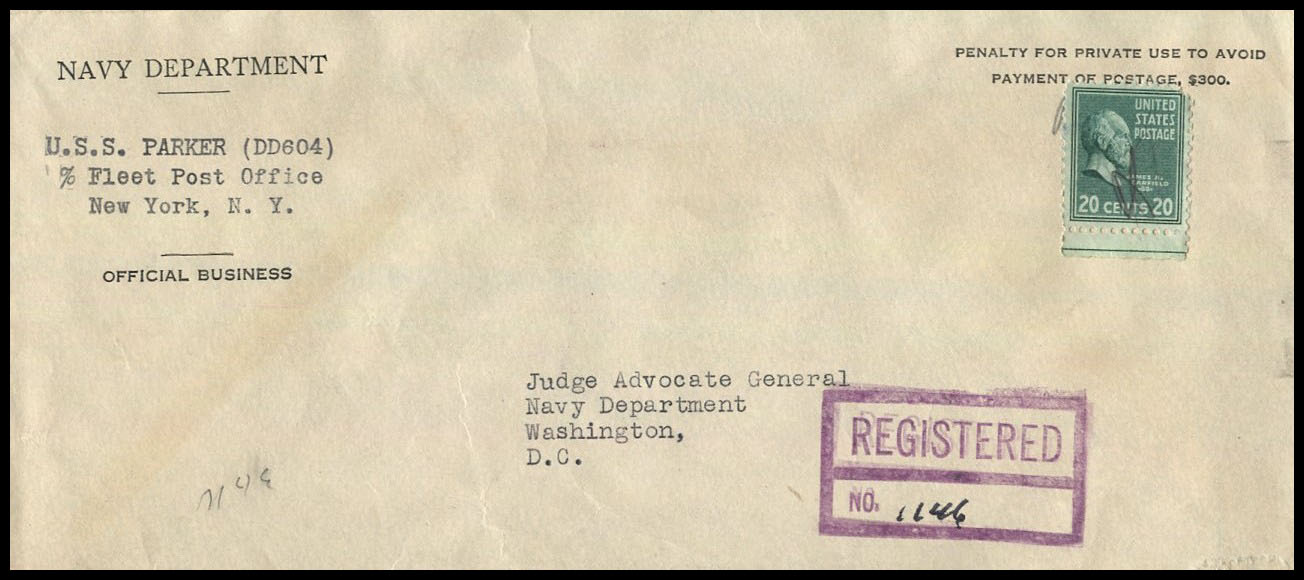 NAVY DEPARTMENT
U.S.S. PARKER (DD604)
% Fleet Post Office
New York, N. Y.
OFFICIAL BUSINESS
PENALTY FOR PRIVATE USE TO AVOID
PAYMENT OF POSTAGE, $300.
UNITED
STATES
POSTAGE
GARFIELD
20 CENTS 20
Judge Advocate General
Navy Department
Washington,
D.C.
REGISTERED
NO. 1146